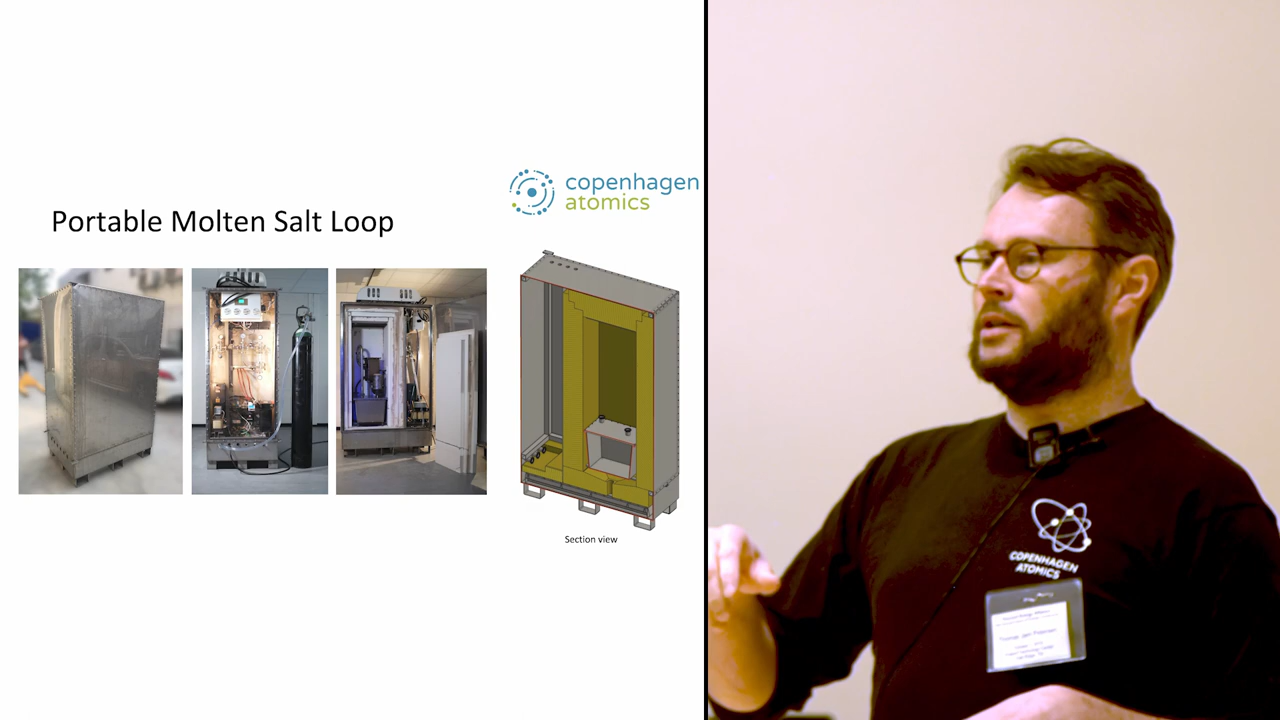 Portable Molten Salt Loop
copenhagen
atomics
Section view
COPENHAGEN
ATOMICS